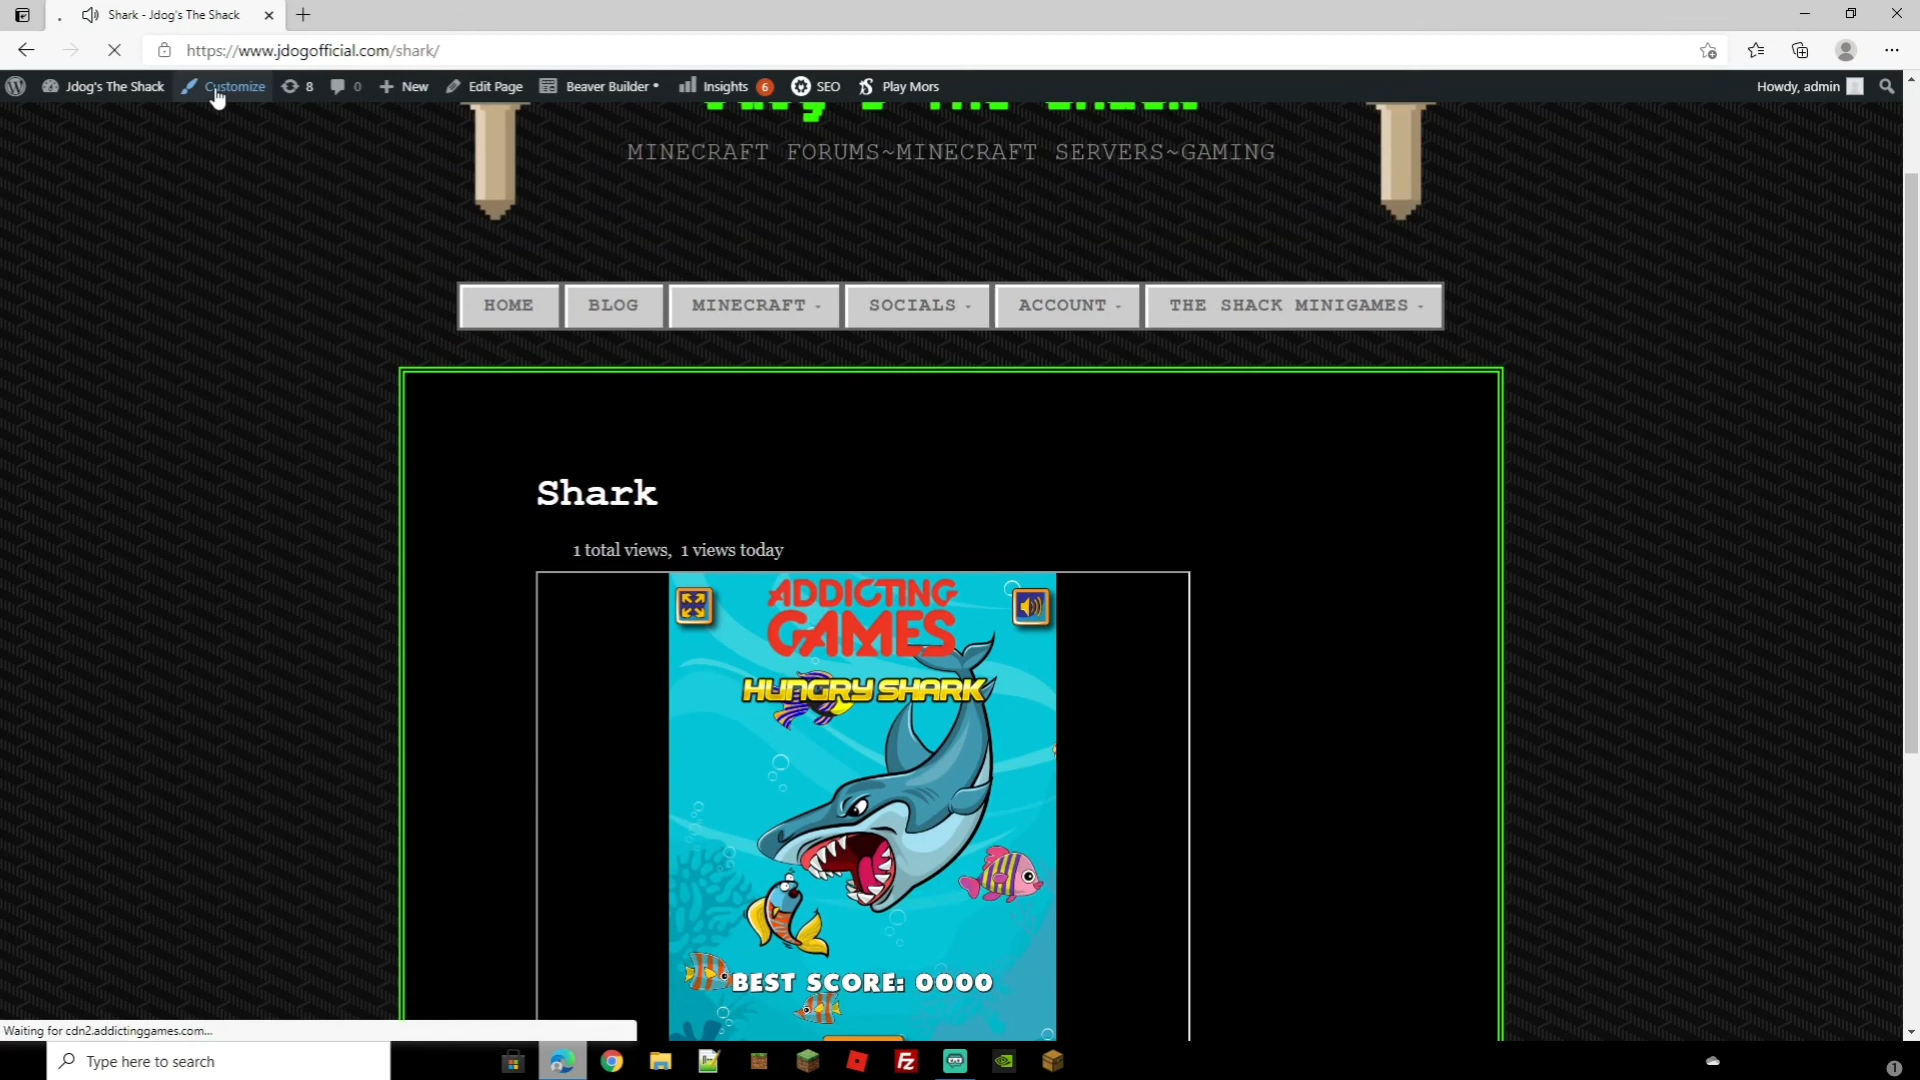 Shark - Jdog's The Shack
https://www.jdogofficial.com/shark/
Jdog's The Shack Customize 8 0 New Edit Page Beaver Builder Insights 6 SEO Play Mors Howdy, admin
MINECRAFT FORUMS~MINECRAFT SERVERS~GAMING
HOME BLOG MINECRAFT SOCIALS ACCOUNT THE SHACK MINIGAMES
Shark
1 total views, 1 views today
ADDICTING
GAMES
HUNGRY SHARK
BEST SCORE: 0000
Waiting for cdn2.addictinggames.com...
Type here to search
1